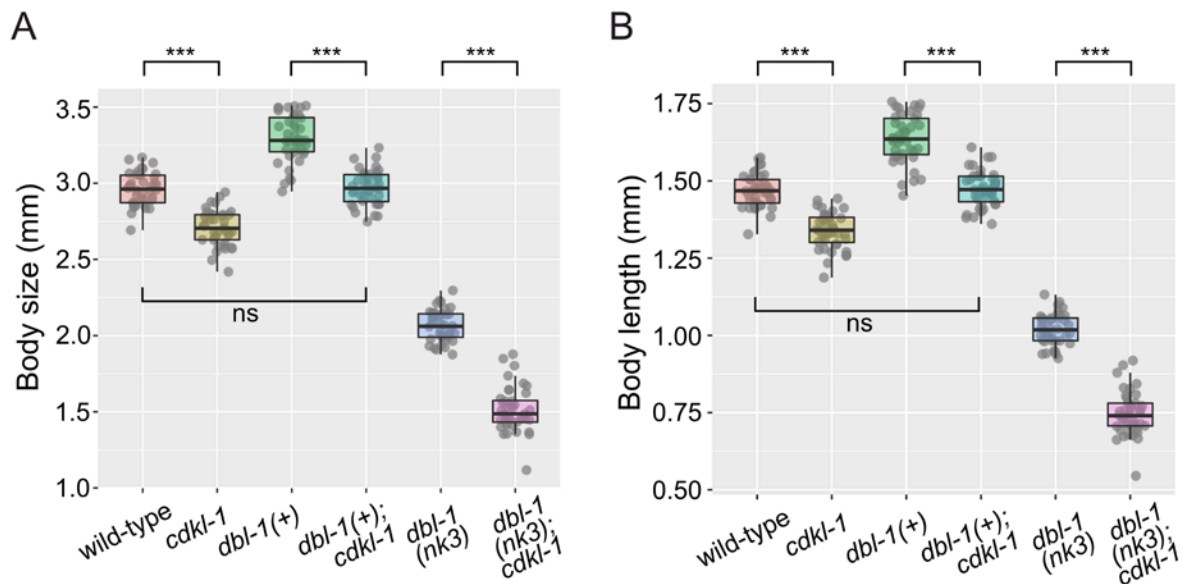 A
*** *** ***
Body size (mm)
3.5
3.0
2.5
2.0
1.5
1.0
ns
wild-type
cdkl-1
dbl-1(+)
dbl-1(+);
cdkl-1
dbl-1
(nk3)
dbl-1
(nk3);
cdkl-1
B
*** *** ***
Body length (mm)
1.75
1.50
1.25
1.00
0.75
0.50
ns
wild-type
cdkl-1
dbl-1(+)
dbl-1(+);
cdkl-1
dbl-1
(nk3)
dbl-1
(nk3);
cdkl-1